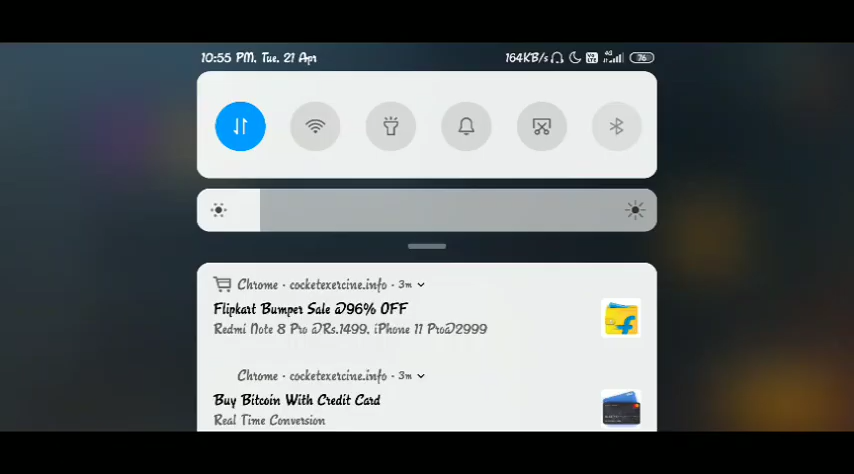 10:55 PM, Tue, 21 Apr
164KB/s 4G 76
Chrome - cocketexercine.info - 3m
Flipkart Bumper Sale @96% OFF
Redmi Note 8 Pro @Rs.1499, iPhone 11 Pro@2999
Chrome - cocketexercine.info - 3m
Buy Bitcoin With Credit Card
Real Time Conversion